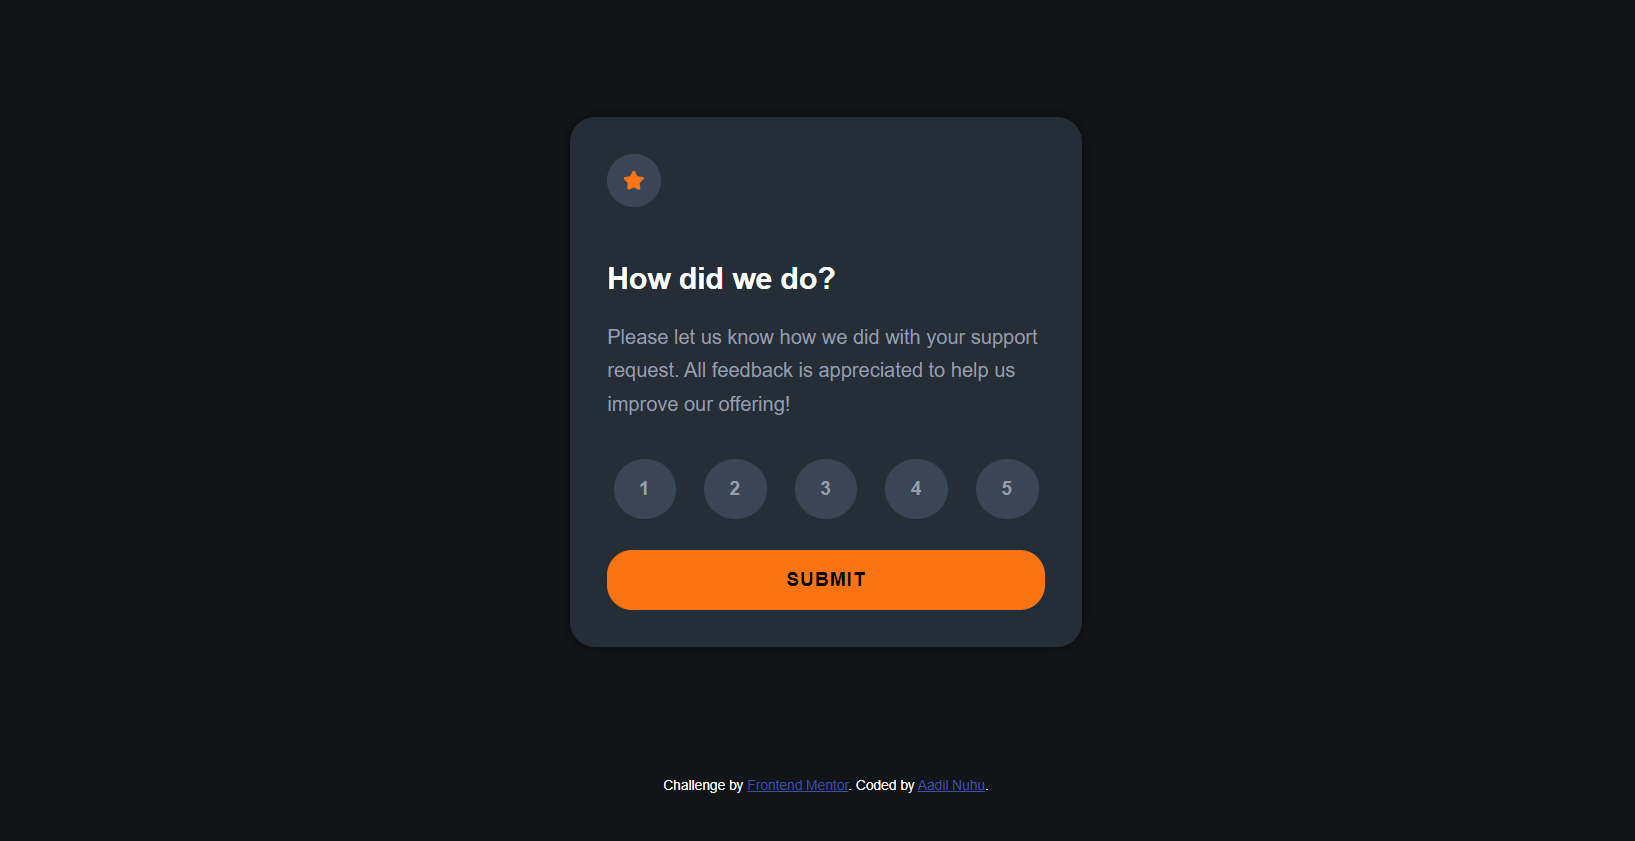 How did we do?
Please let us know how we did with your support
request. All feedback is appreciated to help us
improve our offering!
1 2 3 4 5
SUBMIT
Challenge by Frontend Mentor. Coded by Aadil Nuhu.